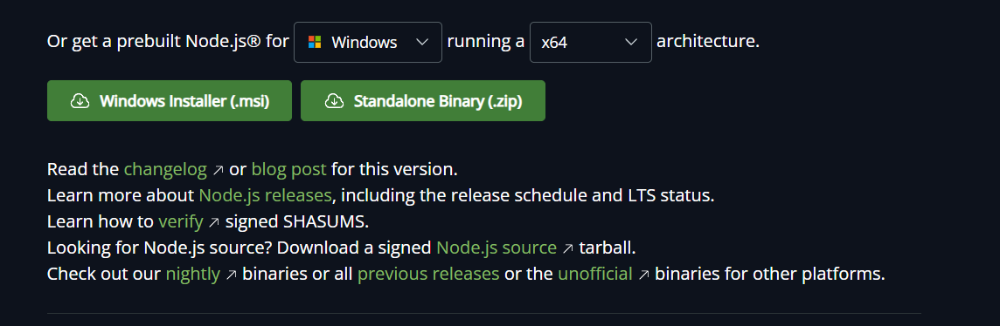 Or get a prebuilt Node.js® for Windows running a x64 architecture.
Windows Installer (.msi) Standalone Binary (.zip)
Read the changelog or blog post for this version.
Learn more about Node.js releases, including the release schedule and LTS status.
Learn how to verify signed SHASUMS.
Looking for Node.js source? Download a signed Node.js source tarball.
Check out our nightly binaries or all previous releases or the unofficial binaries for other platforms.